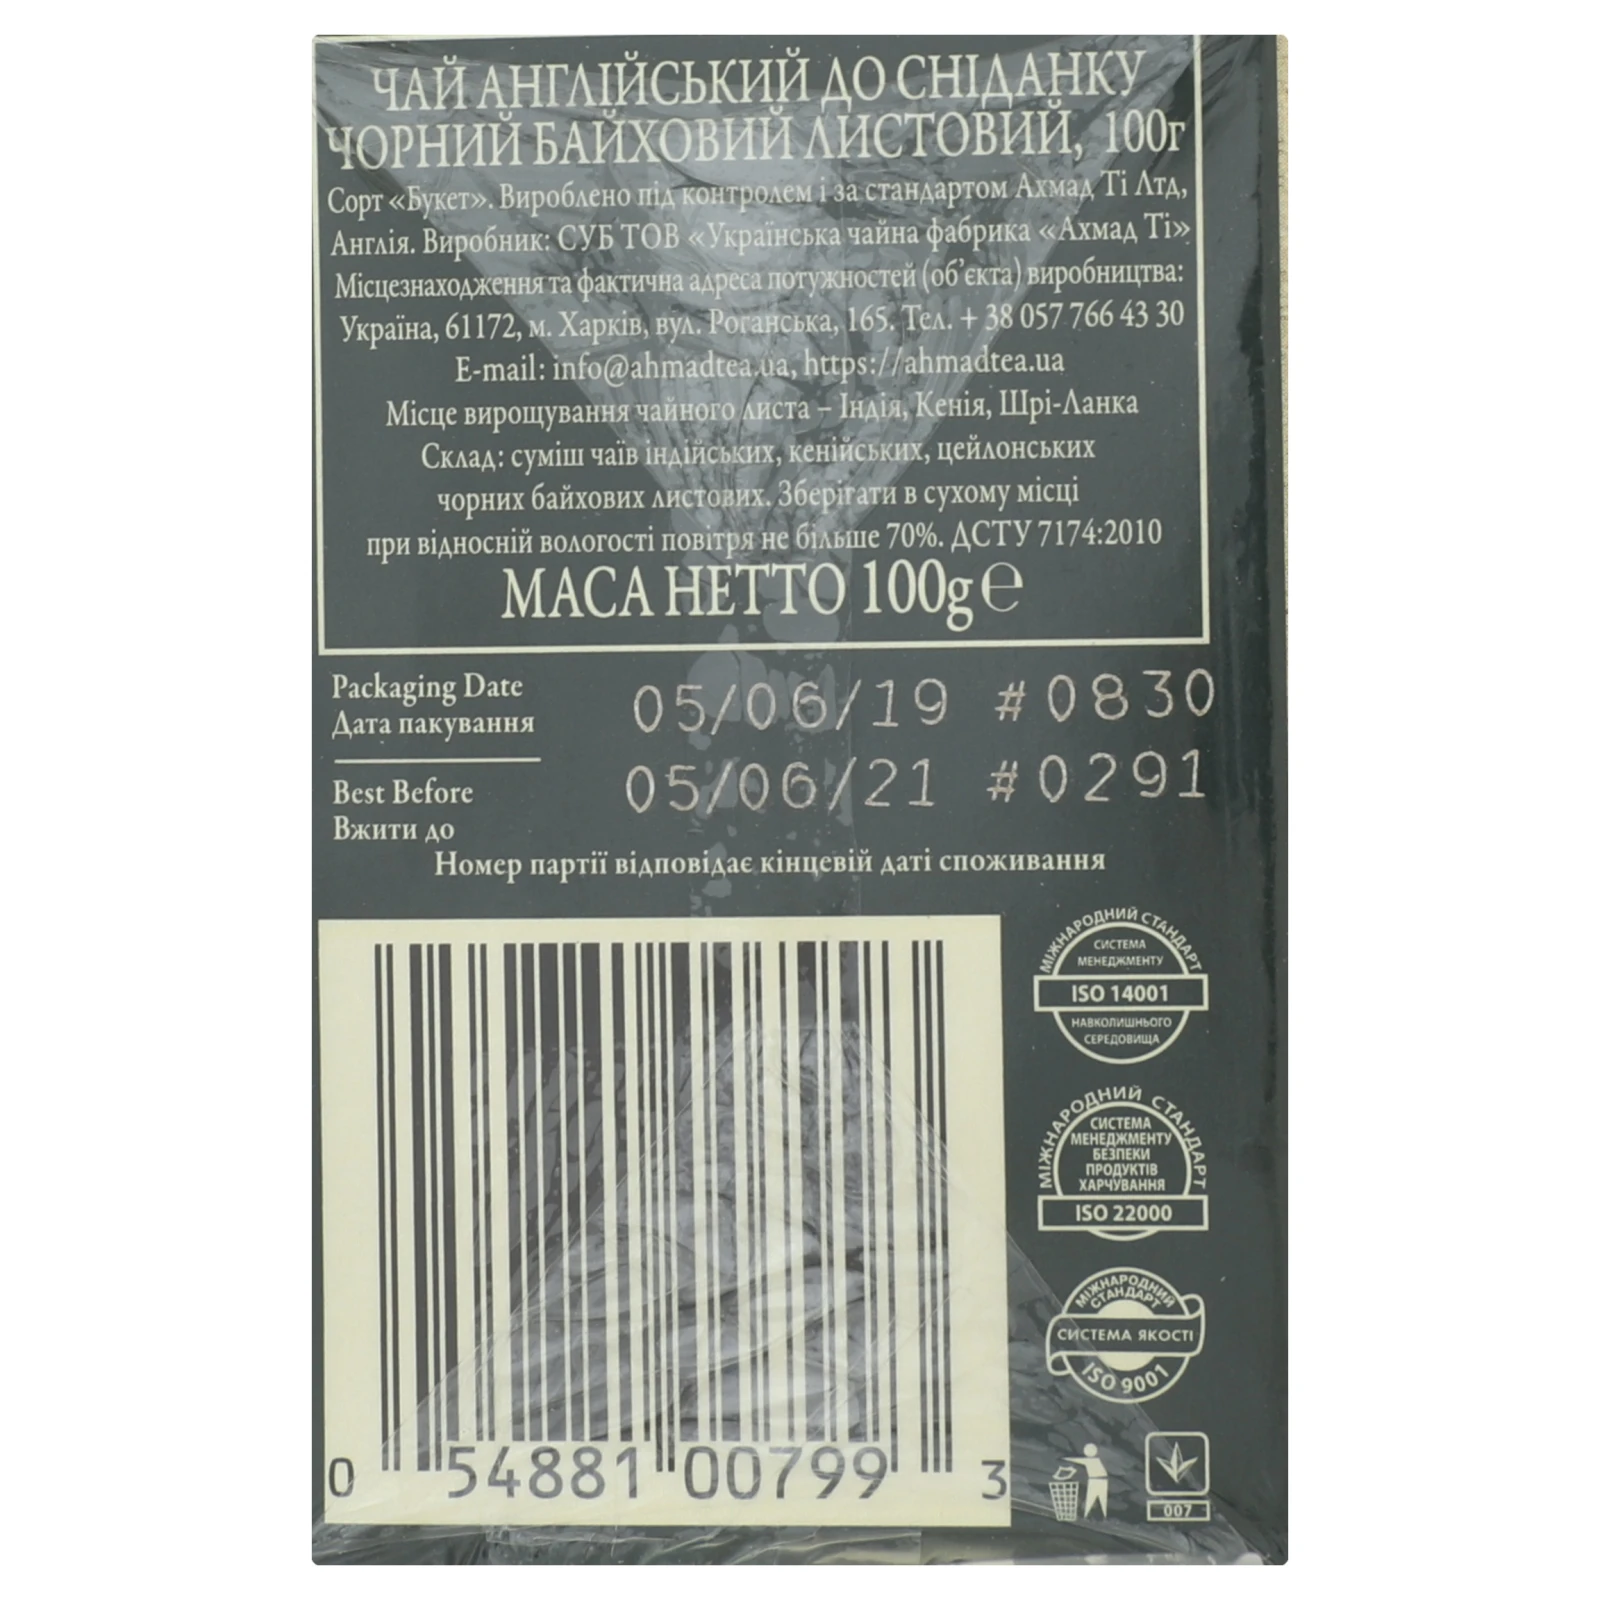 ЧАЙ АНГЛІЙСЬКИЙ ДО СНІДАНКУ
ЧОРНИЙ БАЙХОВИЙ ЛИСТОВИЙ, 100г
Сорт «Букет». Вироблено під контролем і за стандартом Ахмад Ті Лтд,
Англія. Виробник: СУБ ТОВ «Українська чайна фабрика «Ахмад Ті»
Місцезнаходження та фактична адреса потужностей (об'єкта) виробництва:
Україна, 61172, м. Харків, вул. Роганська, 165. Тел. + 38 057 766 43 30
E-mail: info@ahmadtea.ua, https://ahmadtea.ua
Місце вирощування чайного листа – Індія, Кенія, Шрі-Ланка
Склад: суміш чаїв індійських, кенійських, цейлонських
чорних байхових листових. Зберігати в сухому місці
при відносній вологості повітря не більше 70%. ДСТУ 7174:2010
МАСА НЕТТО 100g ℮
Packaging Date
Дата пакування
05/06/19 #0830
Best Before
Вжити до
05/06/21 #0291
Номер партії відповідає кінцевій даті споживання
МІЖНАРОДНИЙ СТАНДАРТ
СИСТЕМА
МЕНЕДЖМЕНТУ
ISO 14001
НАВКОЛИШНЬОГО
СЕРЕДОВИЩА
МІЖНАРОДНИЙ СТАНДАРТ
СИСТЕМА
МЕНЕДЖМЕНТУ
БЕЗПЕКИ
ПРОДУКТІВ
ХАРЧУВАННЯ
ISO 22000
МІЖНАРОДНИЙ
СТАНДАРТ
СИСТЕМА ЯКОСТІ
ISO 9001
0 54881 00799 3
007